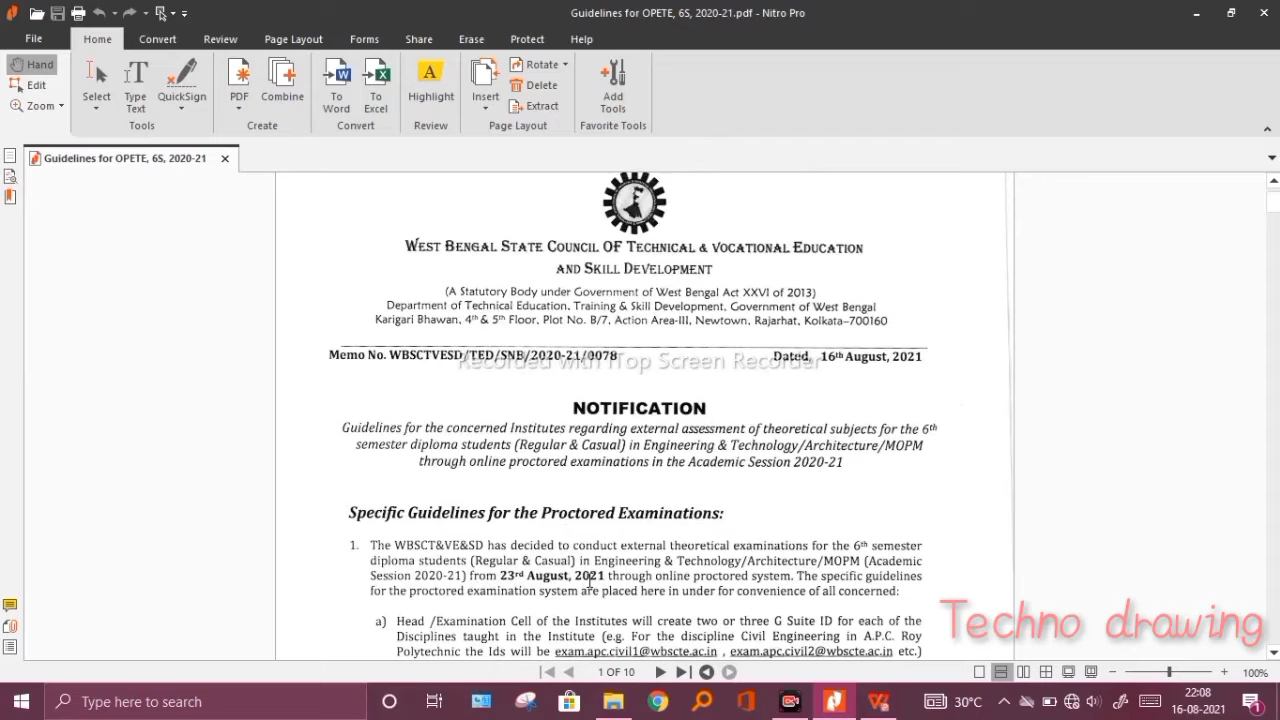 Guidelines for OPETE, 6S, 2020-21.pdf - Nitro Pro
File Home Convert Review Page Layout Forms Share Erase Protect Help
Hand
Edit
Zoom
Select
Type Text
QuickSign
Tools
PDF
Combine
Create
To Word
To Excel
Convert
Highlight
Review
Insert
Rotate
Delete
Extract
Page Layout
Add Tools
Favorite Tools
Guidelines for OPETE, 6S, 2020-21
West Bengal State Council Of Technical & Vocational Education
and Skill Development
(A Statutory Body under Government of West Bengal Act XXVI of 2013)
Department of Technical Education, Training & Skill Development, Government of West Bengal
Karigari Bhawan, 4th & 5th Floor, Plot No. B/7, Action Area-III, Newtown, Rajarhat, Kolkata–700160
Memo No. WBSCTVESD/TED/SNB/2020-21/0078 Dated, 16th August, 2021
Recorded with iTop Screen Recorder
NOTIFICATION
Guidelines for the concerned Institutes regarding external assessment of theoretical subjects for the 6th
semester diploma students (Regular & Casual) in Engineering & Technology/Architecture/MOPM
through online proctored examinations in the Academic Session 2020-21
Specific Guidelines for the Proctored Examinations:
1. The WBSCT&VE&SD has decided to conduct external theoretical examinations for the 6th semester
diploma students (Regular & Casual) in Engineering & Technology/Architecture/MOPM (Academic
Session 2020-21) from 23rd August, 2021 through online proctored system. The specific guidelines
for the proctored examination system are placed here in under for convenience of all concerned:
a) Head /Examination Cell of the Institutes will create two or three G Suite ID for each of the
Disciplines taught in the Institute (e.g. For the discipline Civil Engineering in A.P.C. Roy
Polytechnic the Ids will be exam.apc.civil1@wbscte.ac.in , exam.apc.civil2@wbscte.ac.in etc.)
Techno drawing
1 OF 10
100%
Type here to search
30°C
22:08
16-08-2021
1